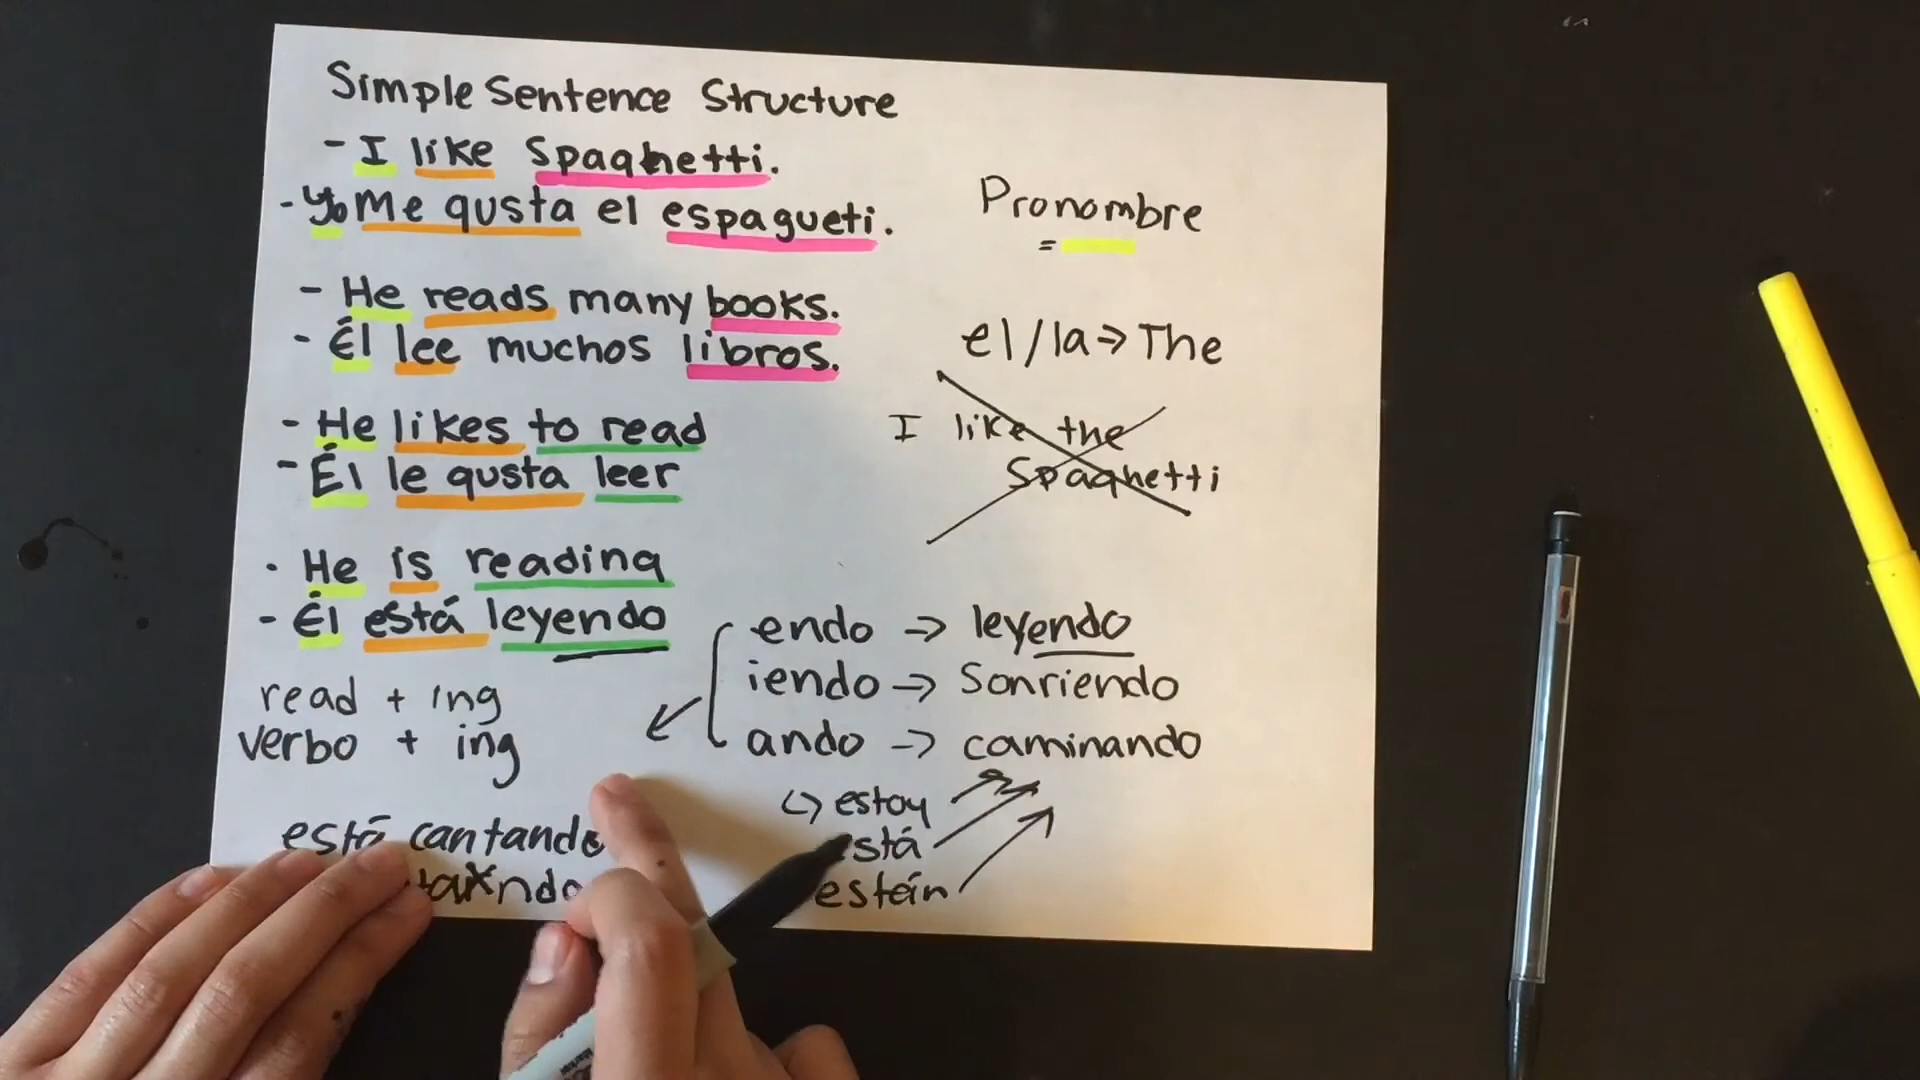 Simple Sentence Structure
- I like Spaghetti.
- Yo me gusta el espagueti.
- He reads many books.
- Él lee muchos libros.
- He likes to read
- Él le gusta leer
· He is reading
- Él está leyendo
read + ing
verbo + ing
está cantando
Pronombre
=
el/la → The
I like the
Spaghetti
endo → leyendo
iendo → Sonriendo
ando → caminando
↳ estoy
está
están